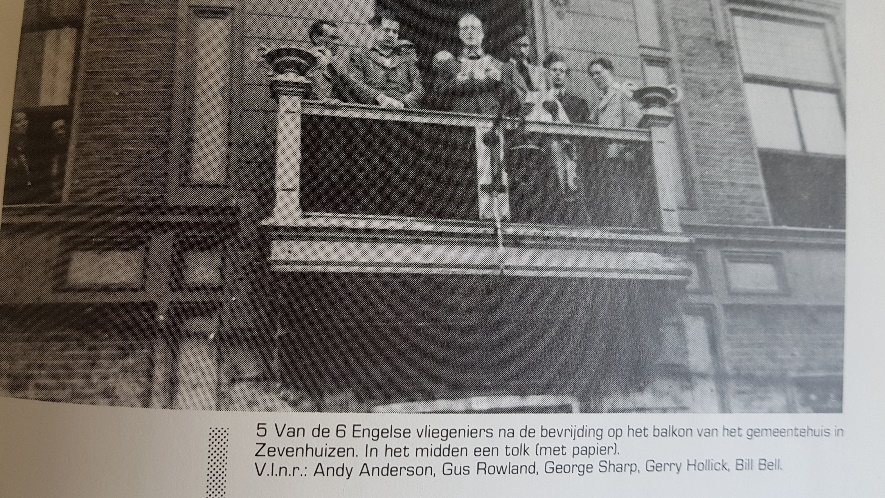 5 Van de 6 Engelse vliegeniers na de bevrijding op het balkon van het gemeentehuis in
Zevenhuizen. In het midden een tolk (met papier).
V.l.n.r.: Andy Anderson, Gus Rowland, George Sharp, Gerry Hollick, Bill Bell.